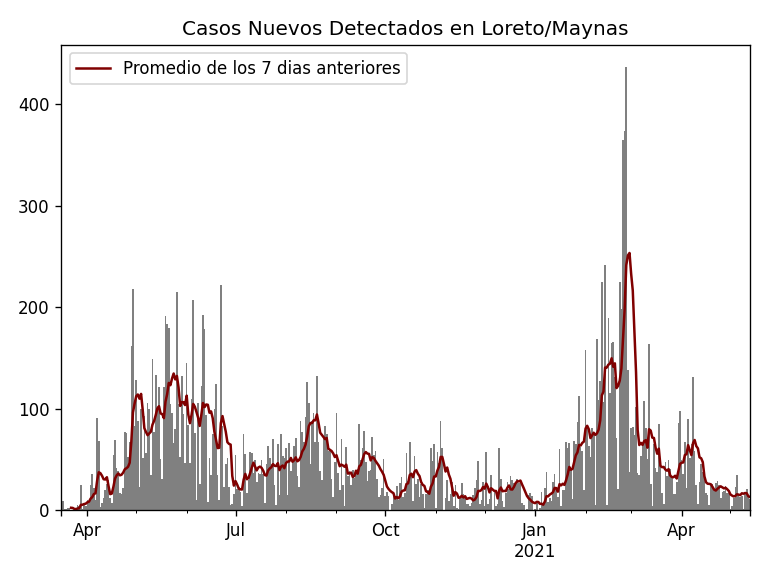 Casos Nuevos Detectados en Loreto/Maynas
Promedio de los 7 dias anteriores
400
300
200
100
0
Apr Jul Oct Jan Apr
2021